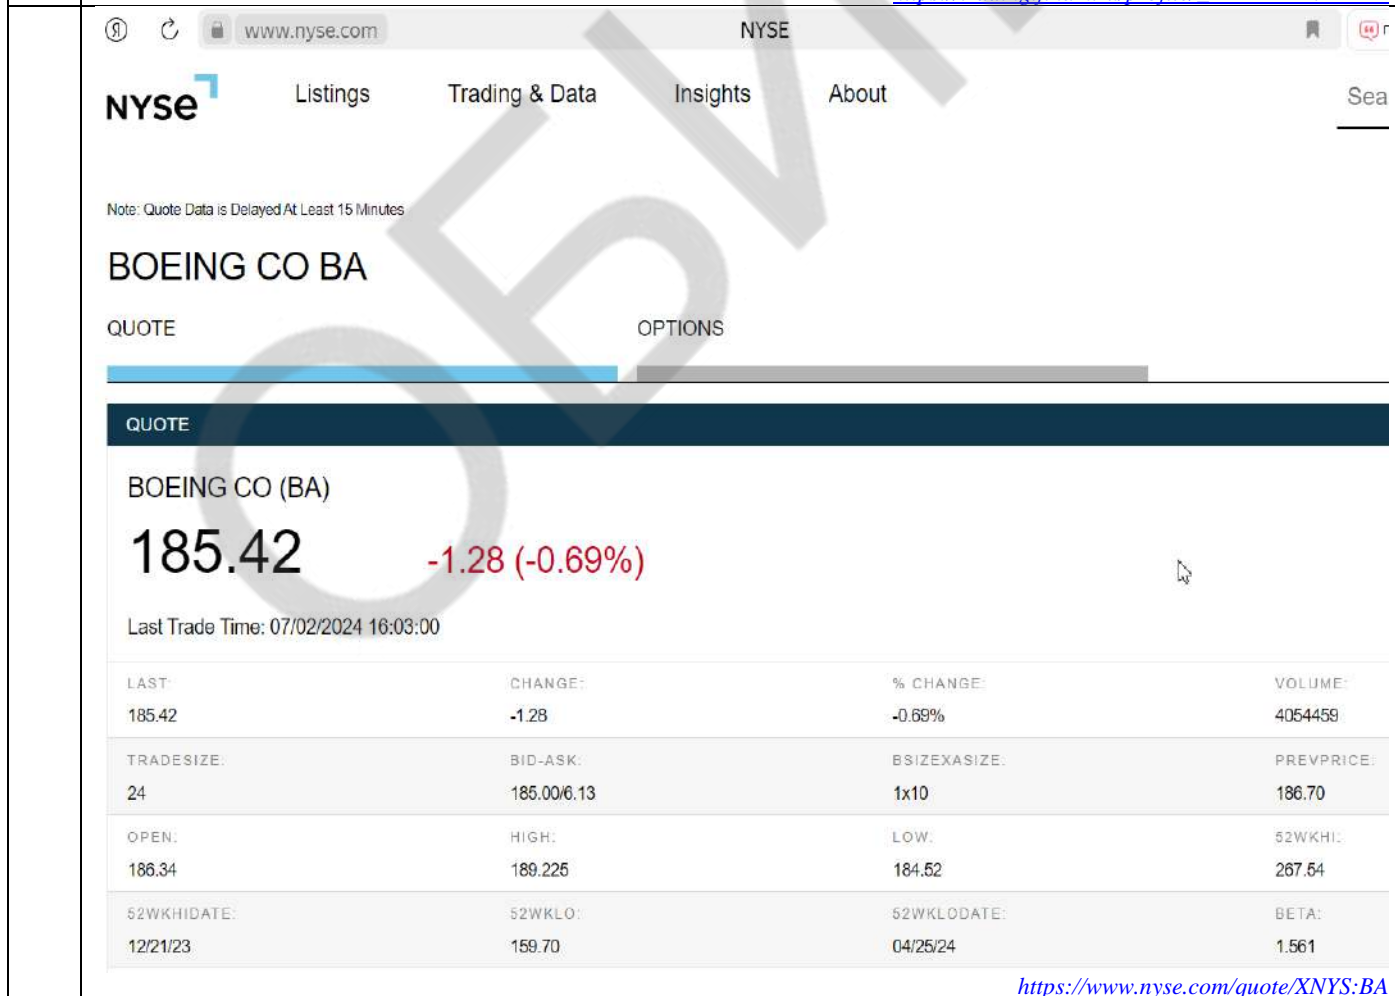 www.nyse.com
NYSE
NYSE
Listings
Trading & Data
Insights
About
Note: Quote Data is Delayed At Least 15 Minutes
BOEING CO BA
QUOTE
OPTIONS
QUOTE
BOEING CO (BA)
185.42
-1.28 (-0.69%)
Last Trade Time: 07/02/2024 16:03:00
LAST: CHANGE: % CHANGE: VOLUME:
185.42 -1.28 -0.69% 4054459
TRADESIZE: BID-ASK: BSIZEXASIZE: PREVPRICE:
24 185.00/6.13 1x10 186.70
OPEN: HIGH: LOW: 52WKHI:
186.34 189.225 184.52 267.54
52WKHIDATE: 52WKLO: 52WKLODATE: BETA:
12/21/23 159.70 04/25/24 1.561
https://www.nyse.com/quote/XNYS:BA